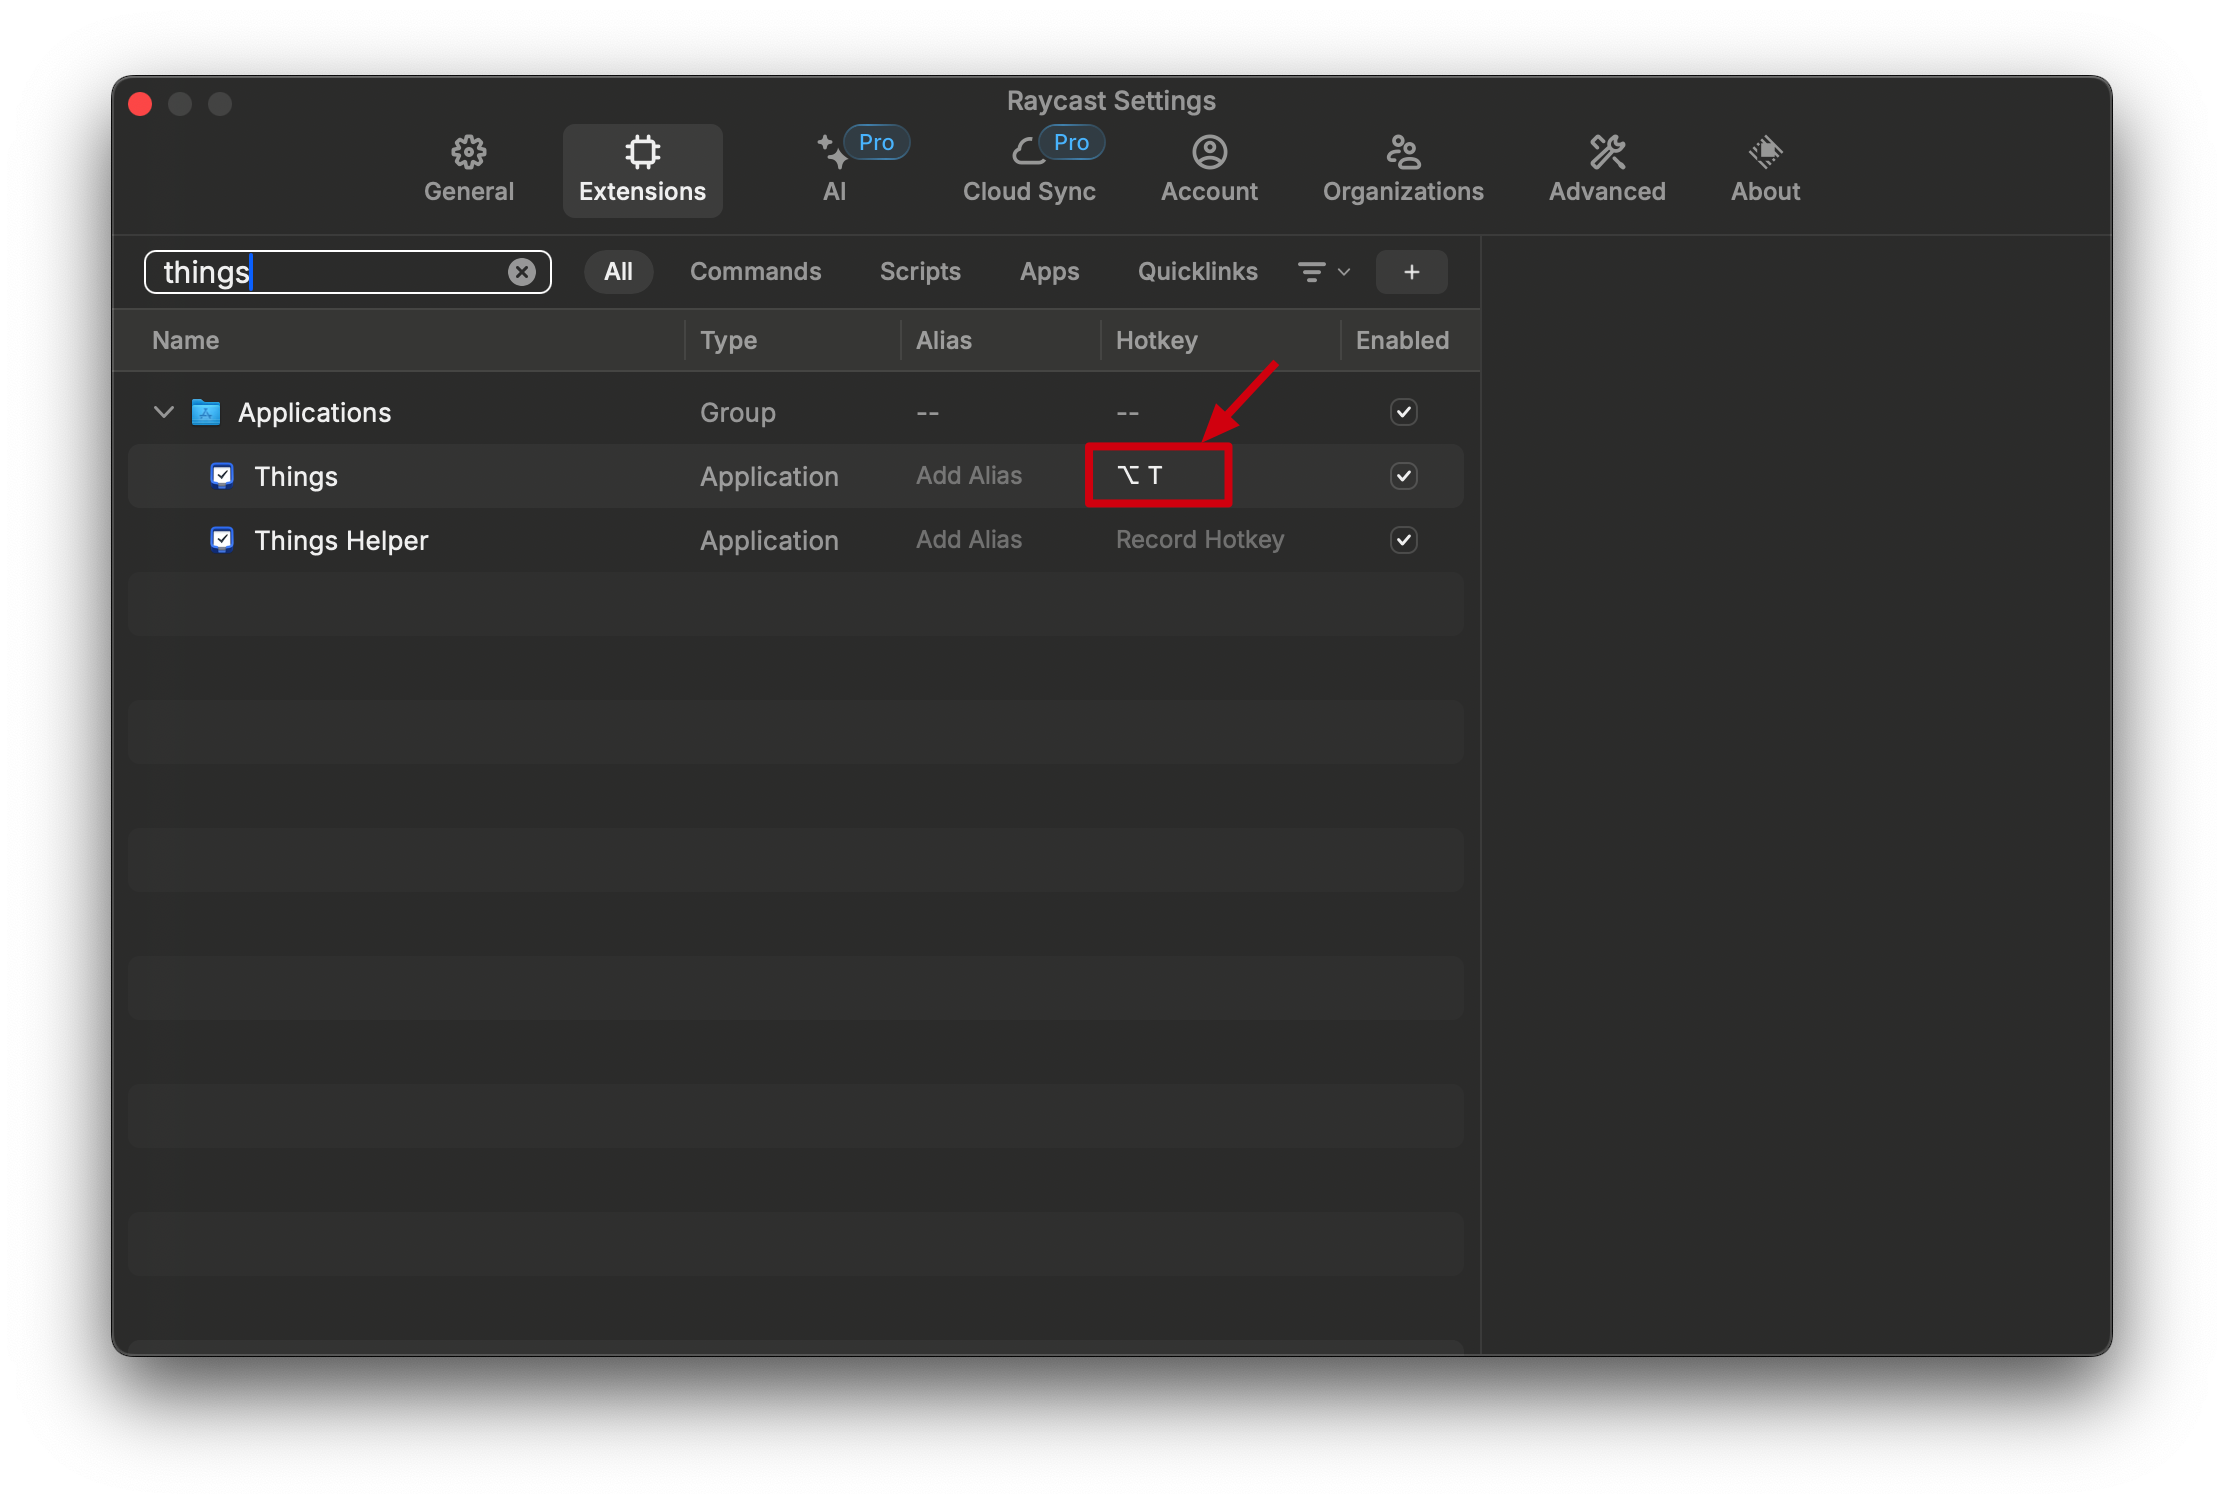 Raycast Settings
General Extensions AI Pro Cloud Sync Pro Account Organizations Advanced About
things All Commands Scripts Apps Quicklinks +
Name Type Alias Hotkey Enabled
Applications Group -- --
Things Application Add Alias ⌥ T
Things Helper Application Add Alias Record Hotkey